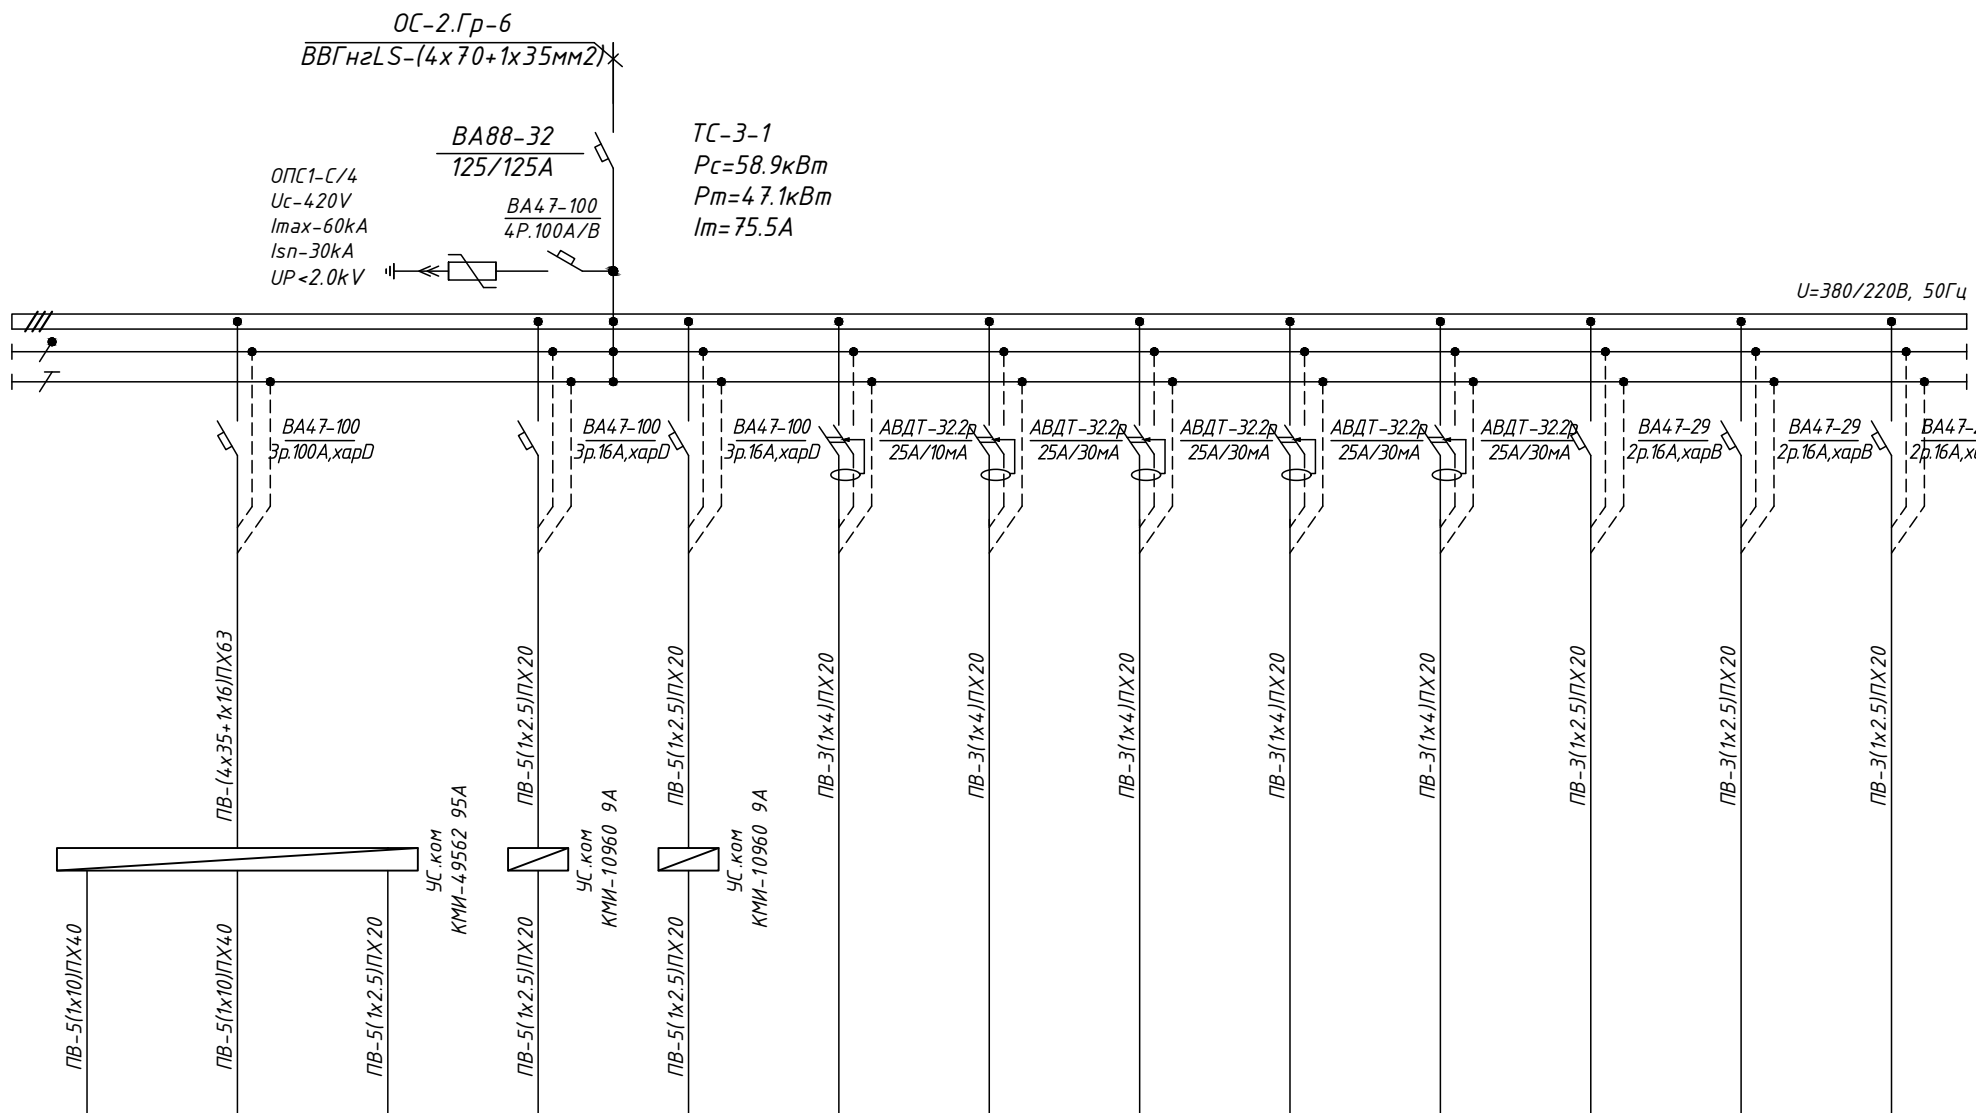 ОС-2.Гр-6
ВВГнгLS-(4х70+1х35мм2)
ВА88-32
125/125А
ТС-3-1
Рс=58.9кВт
Рт=47.1кВт
Iт=75.5А
ОПС1-С/4
Uc-420V
Imax-60kA
Isn-30kA
UP<2.0kV
ВА47-100
4Р.100А/В
U=380/220В, 50Гц
ВА47-100
3р.100А,харD
ВА47-100
3р.16А,харD
ВА47-100
3р.16А,харD
АВДТ-32.2р
25А/10мА
АВДТ-32.2р
25А/30мА
АВДТ-32.2р
25А/30мА
АВДТ-32.2р
25А/30мА
АВДТ-32.2р
25А/30мА
ВА47-29
2р.16А,харВ
ВА47-29
2р.16А,харВ
ВА47-
2р.16А,ха
ПВ-(4х35+1х16)ПХ63
ПВ-5(1х2.5)ПХ20
ПВ-5(1х2.5)ПХ20
ПВ-3(1х4)ПХ20
ПВ-3(1х4)ПХ20
ПВ-3(1х4)ПХ20
ПВ-3(1х4)ПХ20
ПВ-3(1х4)ПХ20
ПВ-3(1х2.5)ПХ20
ПВ-3(1х2.5)ПХ20
ПВ-3(1х2.5)ПХ20
УС.ком
КМИ-49562 95А
УС.ком
КМИ-10960 9А
УС.ком
КМИ-10960 9А
ПВ-5(1х10)ПХ40
ПВ-5(1х10)ПХ40
ПВ-5(1х2.5)ПХ20
ПВ-5(1х2.5)ПХ20
ПВ-5(1х2.5)ПХ20